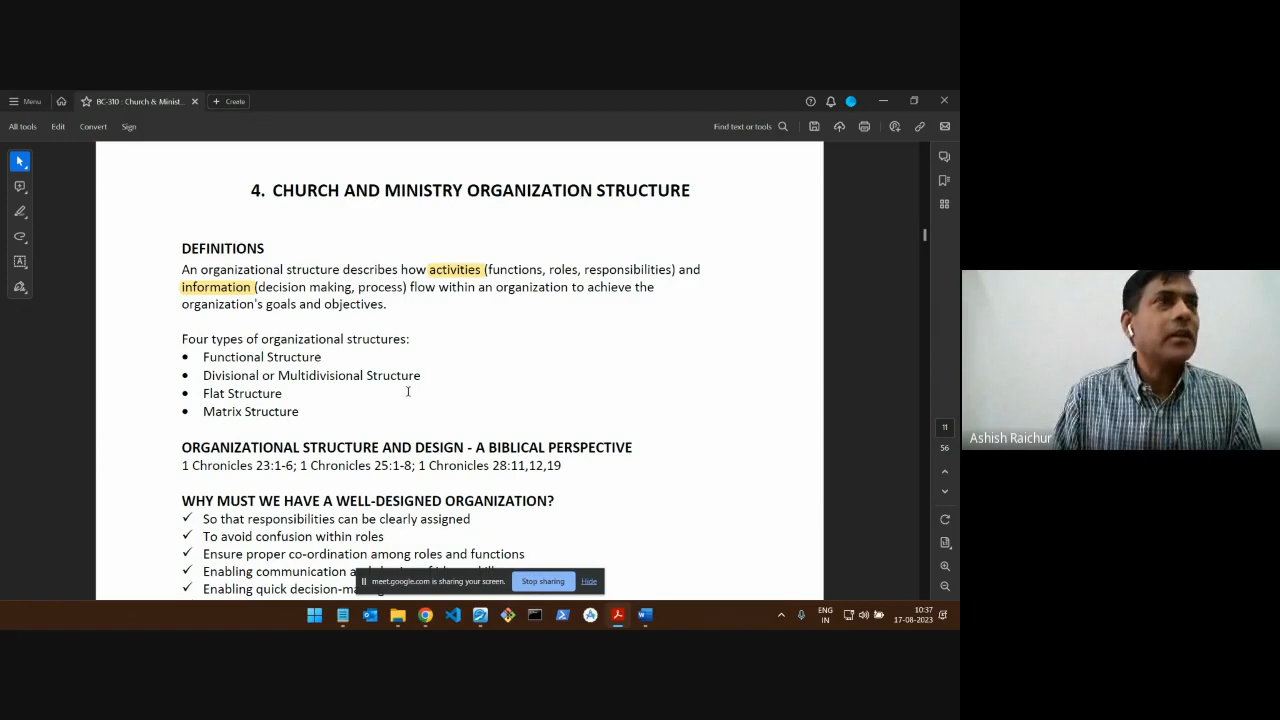 Menu
BC-310 : Church & Minist...
Create
All tools
Edit
Convert
Sign
Find text or tools
4. CHURCH AND MINISTRY ORGANIZATION STRUCTURE
DEFINITIONS
An organizational structure describes how activities (functions, roles, responsibilities) and
information (decision making, process) flow within an organization to achieve the
organization's goals and objectives.
Four types of organizational structures:
• Functional Structure
• Divisional or Multidivisional Structure
• Flat Structure
• Matrix Structure
ORGANIZATIONAL STRUCTURE AND DESIGN - A BIBLICAL PERSPECTIVE
1 Chronicles 23:1-6; 1 Chronicles 25:1-8; 1 Chronicles 28:11,12,19
WHY MUST WE HAVE A WELL-DESIGNED ORGANIZATION?
✓ So that responsibilities can be clearly assigned
✓ To avoid confusion within roles
✓ Ensure proper co-ordination among roles and functions
✓ Enabling communication
✓ Enabling quick
meet.google.com is sharing your screen.
Stop sharing
Hide
11
56
Ashish Raichur
ENG
IN
10:37
17-08-2023